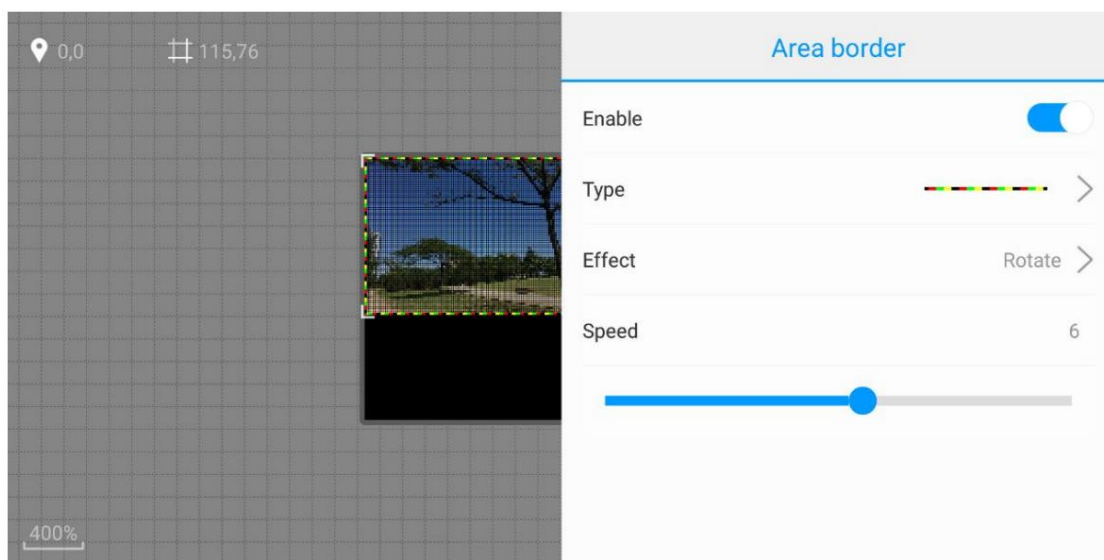 0,0
115,76
Area border
Enable
Type
Effect
Rotate
Speed
6
400%